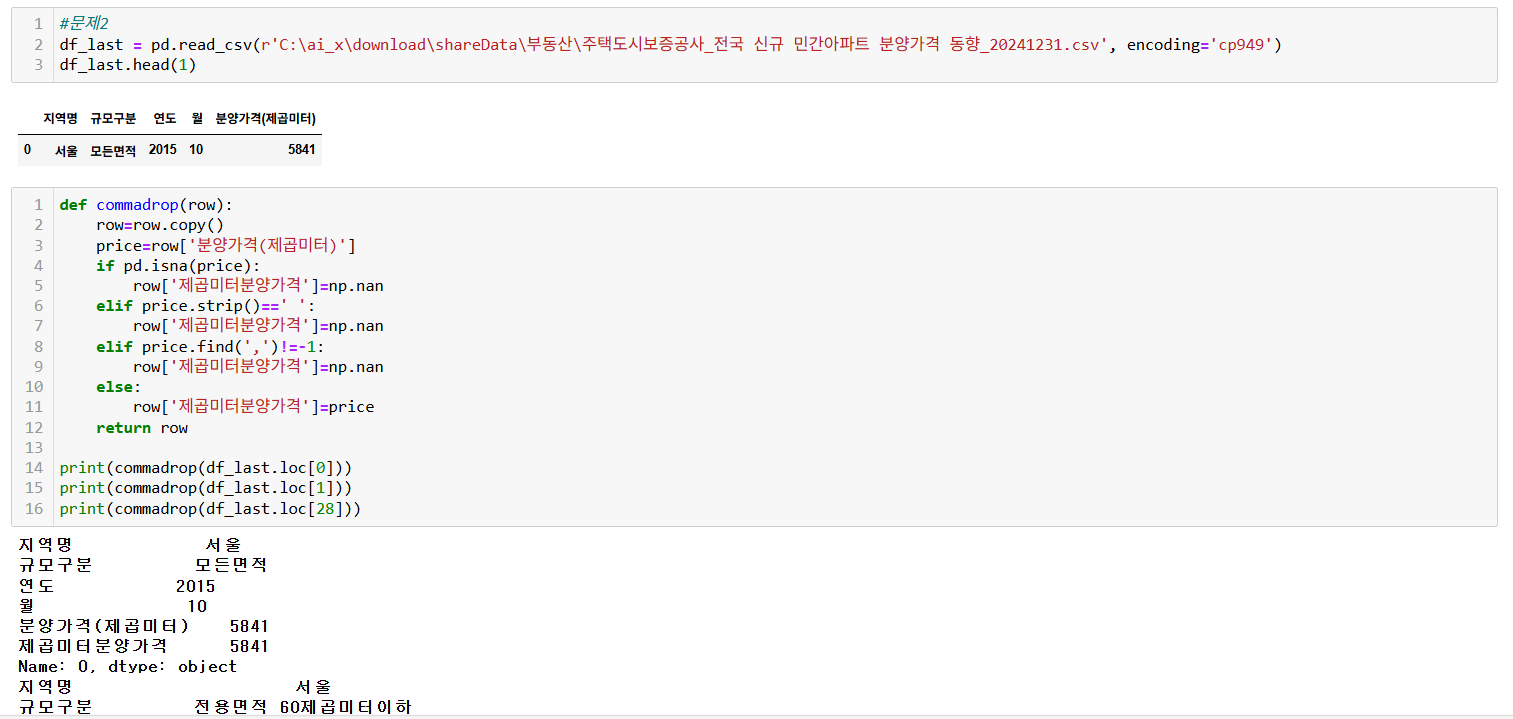 1 #문제2
2 df_last = pd.read_csv(r'C:\ai_x\download\shareData\부동산\주택도시보증공사_전국 신규 민간아파트 분양가격 동향_20241231.csv', encoding='cp949')
3 df_last.head(1)
지역명 규모구분 연도 월 분양가격(제곱미터)
0 서울 모든면적 2015 10 5841
1 def commadrop(row):
2     row=row.copy()
3     price=row['분양가격(제곱미터)']
4     if pd.isna(price):
5         row['제곱미터분양가격']=np.nan
6     elif price.strip()==' ':
7         row['제곱미터분양가격']=np.nan
8     elif price.find(',')!=-1:
9         row['제곱미터분양가격']=np.nan
10     else:
11         row['제곱미터분양가격']=price
12     return row
13
14 print(commadrop(df_last.loc[0]))
15 print(commadrop(df_last.loc[1]))
16 print(commadrop(df_last.loc[28]))
지역명 서울
규모구분 모든면적
연도 2015
월 10
분양가격(제곱미터) 5841
제곱미터분양가격 5841
Name: 0, dtype: object
지역명 서울
규모구분 전용면적 60제곱미터이하